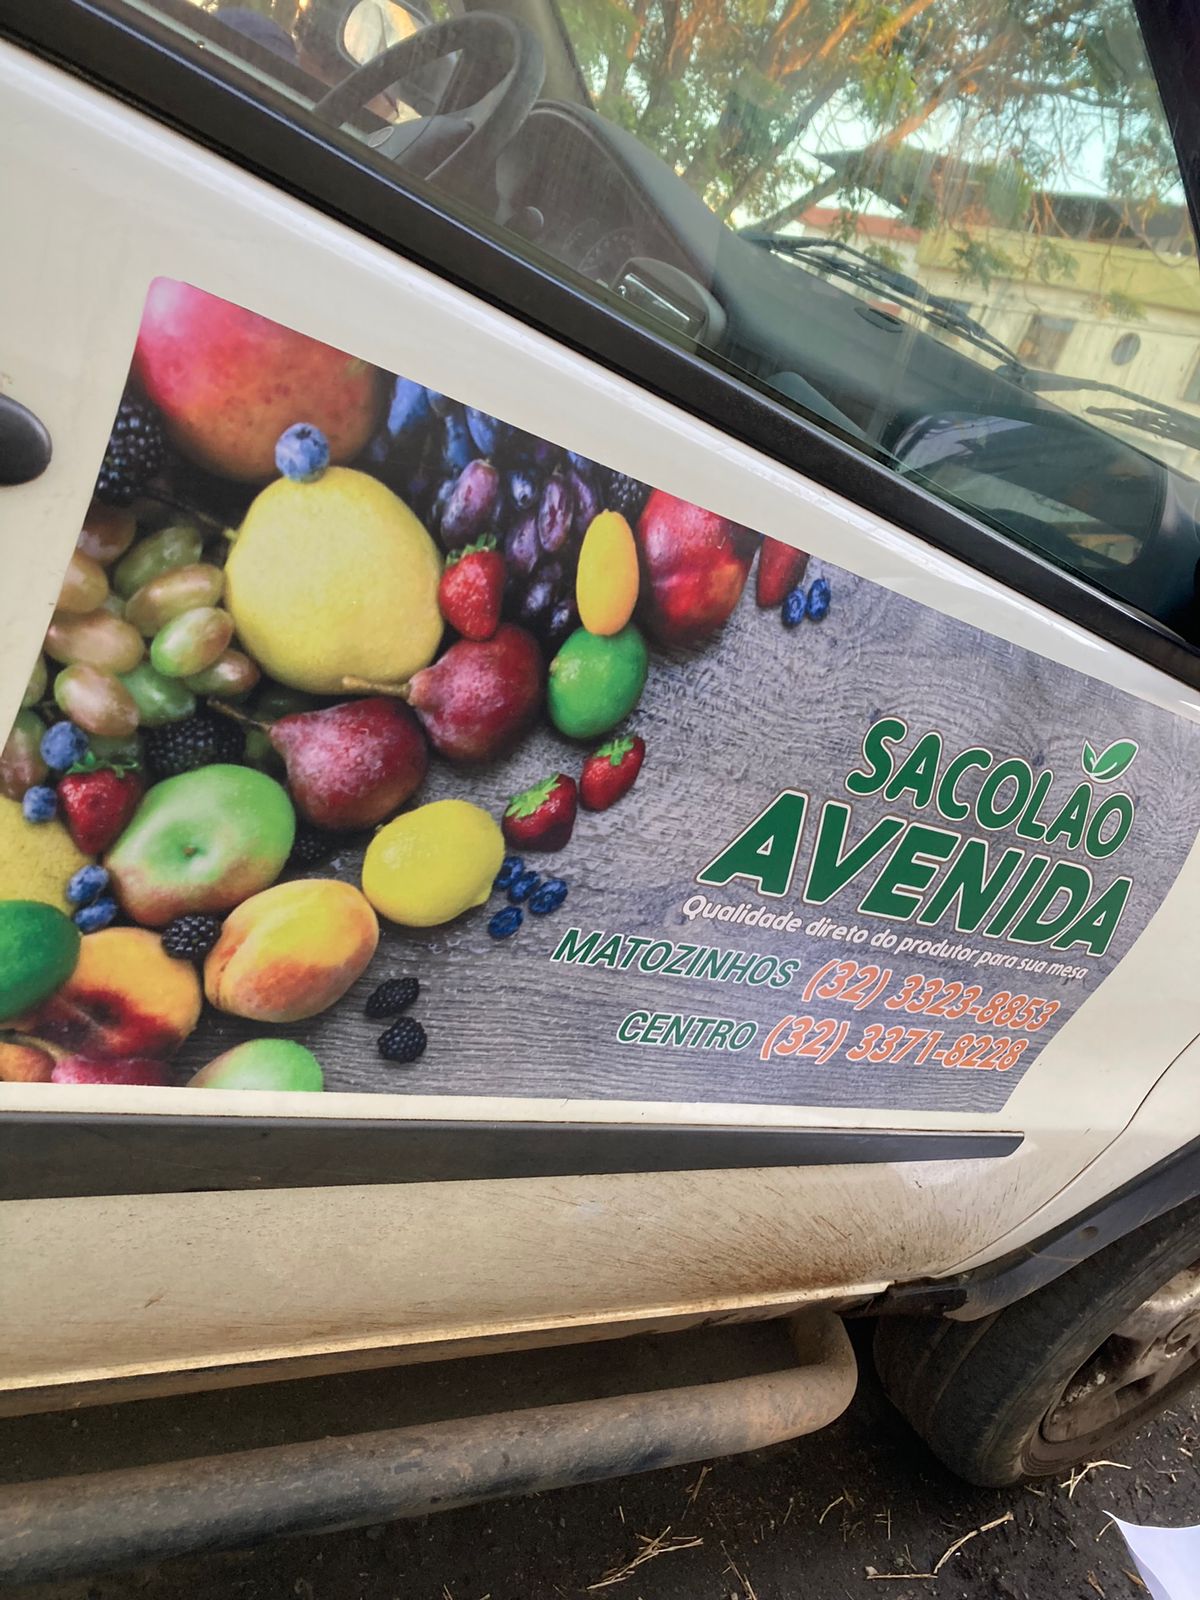 SACOLÃO
AVENIDA
Qualidade direto do produtor para sua mesa
MATOZINHOS (32) 3323-8853
CENTRO (32) 3371-8228